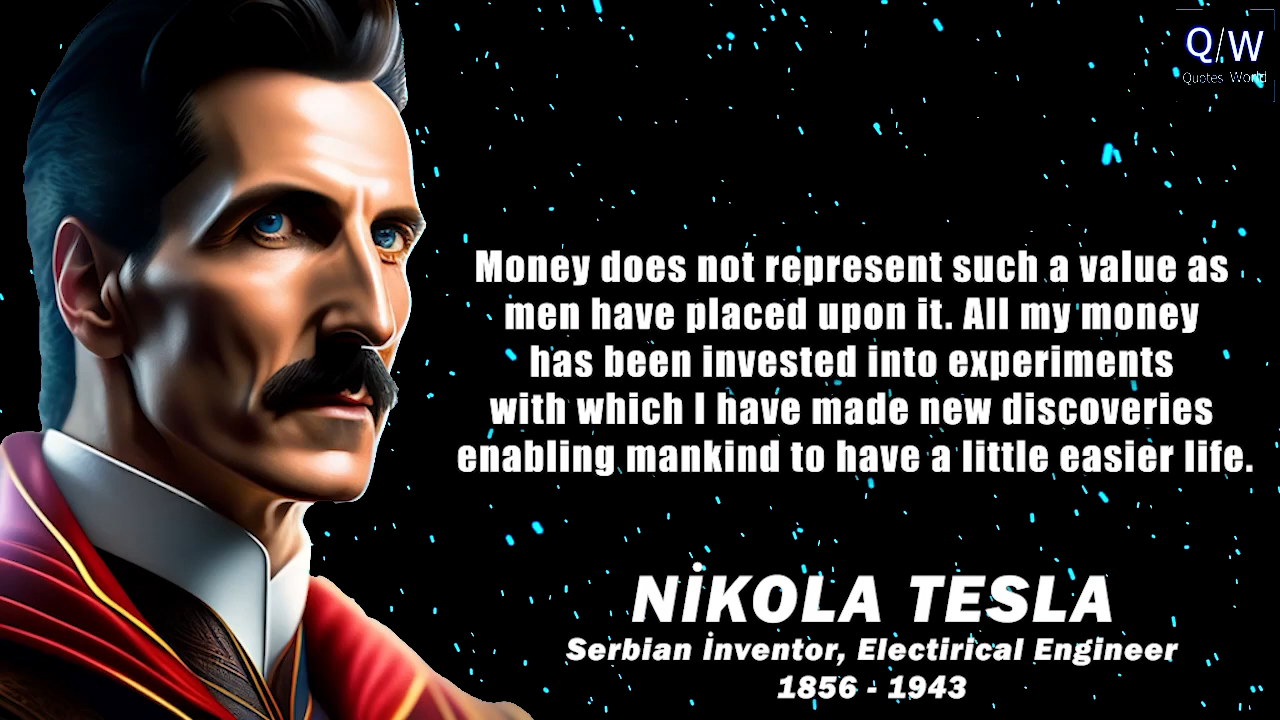 Q/W
Quotes World
Money does not represent such a value as
men have placed upon it. All my money
has been invested into experiments
with which I have made new discoveries
enabling mankind to have a little easier life.
NİKOLA TESLA
Serbian İnventor, Electirical Engineer
1856 - 1943